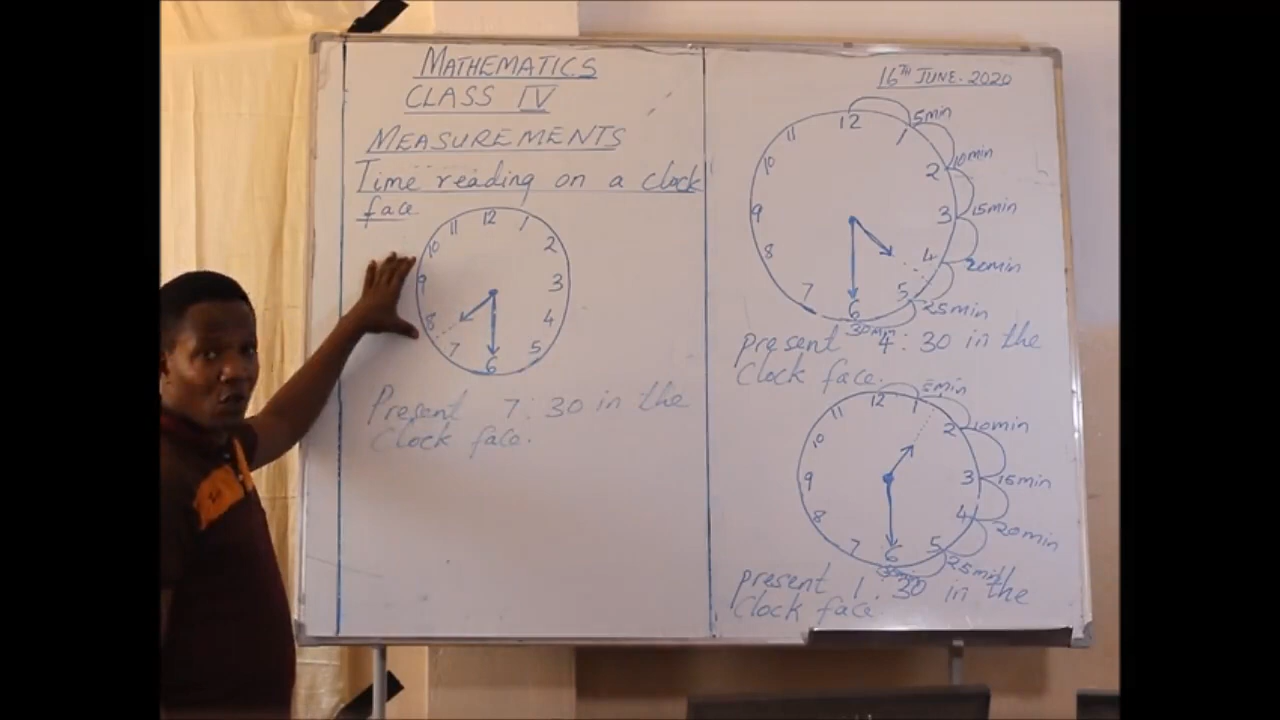 MATHEMATICS
CLASS IV
MEASUREMENTS
Time reading on a clock
face.
12
11
1
10
2
9
3
8
4
7
5
6
Present 7:30 in the
Clock face.
16TH JUNE. 2020
12
5min
11
1
10
2
10min
9
3
15min
8
4
20min
7
5
25min
6
30min
present 4:30 in the
Clock face.
12
5min
11
1
10
2
10min
9
3
15min
8
4
20min
7
5
25min
6
30min
present 1:30 in the
Clock face.